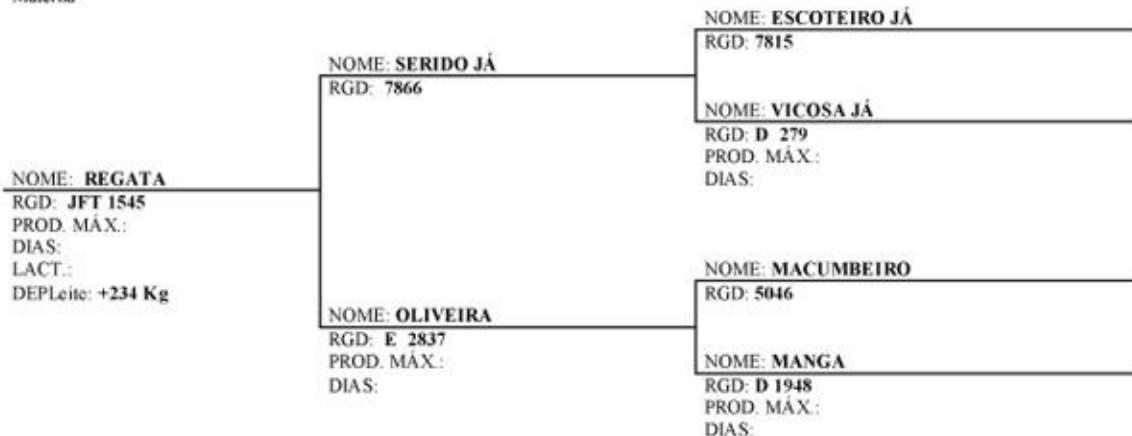 Materna
NOME: REGATA
RGD: JFT 1545
PROD. MÁX.:
DIAS:
LACT.:
DEPLeite: +234 Kg
NOME: SERIDO JÁ
RGD: 7866
NOME: OLIVEIRA
RGD: E 2837
PROD. MÁX.:
DIAS:
NOME: ESCOTEIRO JÁ
RGD: 7815
NOME: VICOSA JÁ
RGD: D 279
PROD. MÁX.:
DIAS:
NOME: MACUMBEIRO
RGD: 5046
NOME: MANGA
RGD: D 1948
PROD. MÁX.:
DIAS: